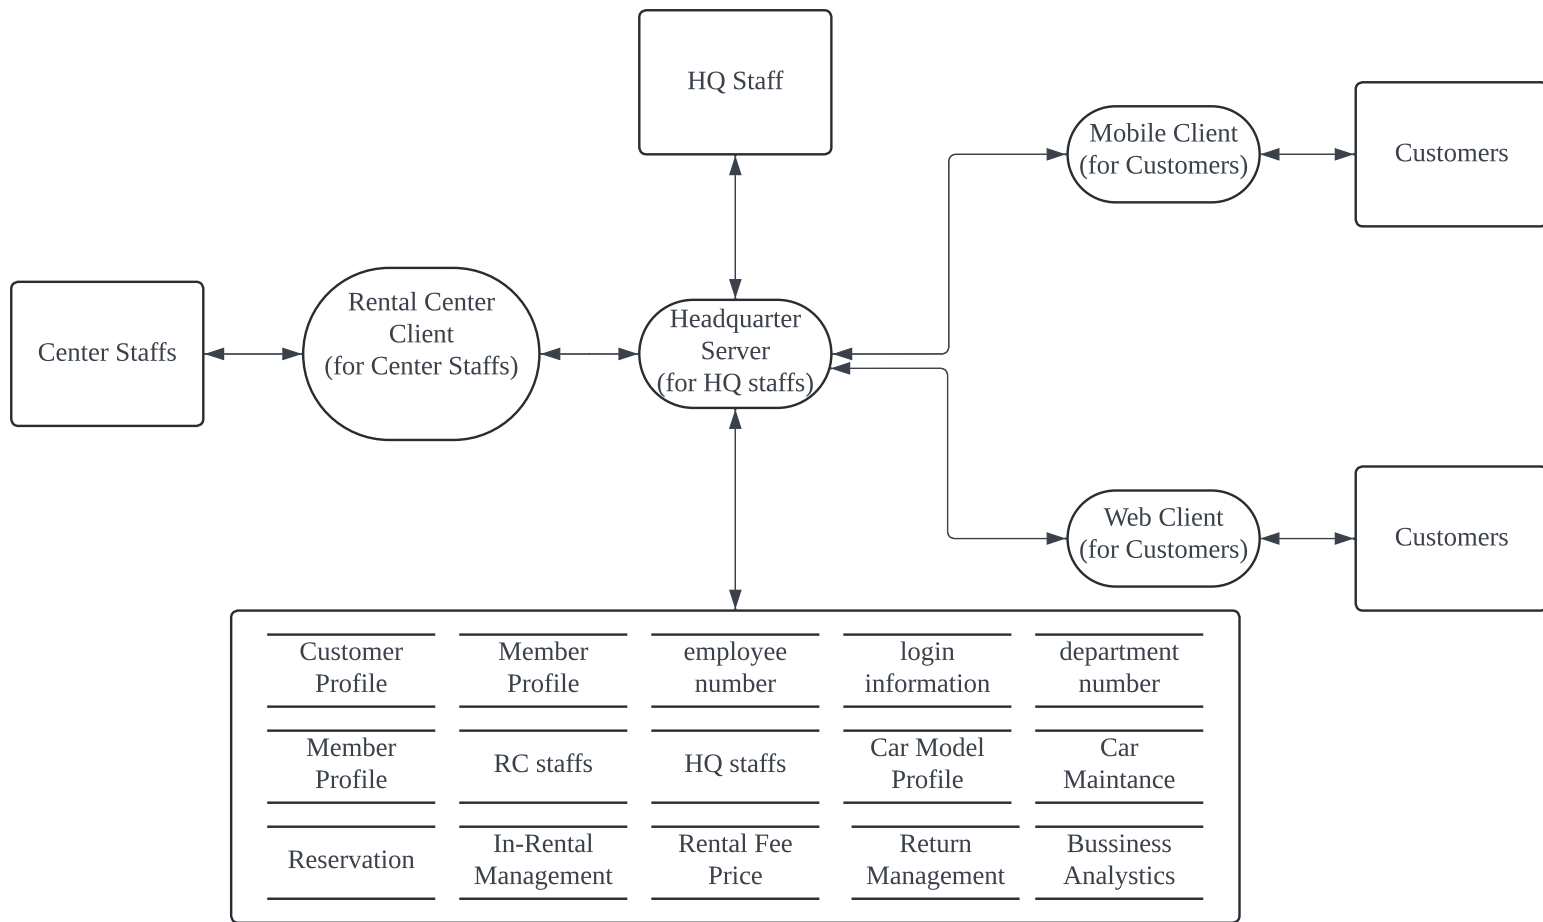 HQ Staff
Mobile Client
(for Customers)
Customers
Center Staffs
Rental Center
Client
(for Center Staffs)
Headquarter
Server
(for HQ staffs)
Web Client
(for Customers)
Customers
Customer
Profile
Member
Profile
employee
number
login
information
department
number
Member
Profile
RC staffs
HQ staffs
Car Model
Profile
Car
Maintance
Reservation
In-Rental
Management
Rental Fee
Price
Return
Management
Bussiness
Analystics